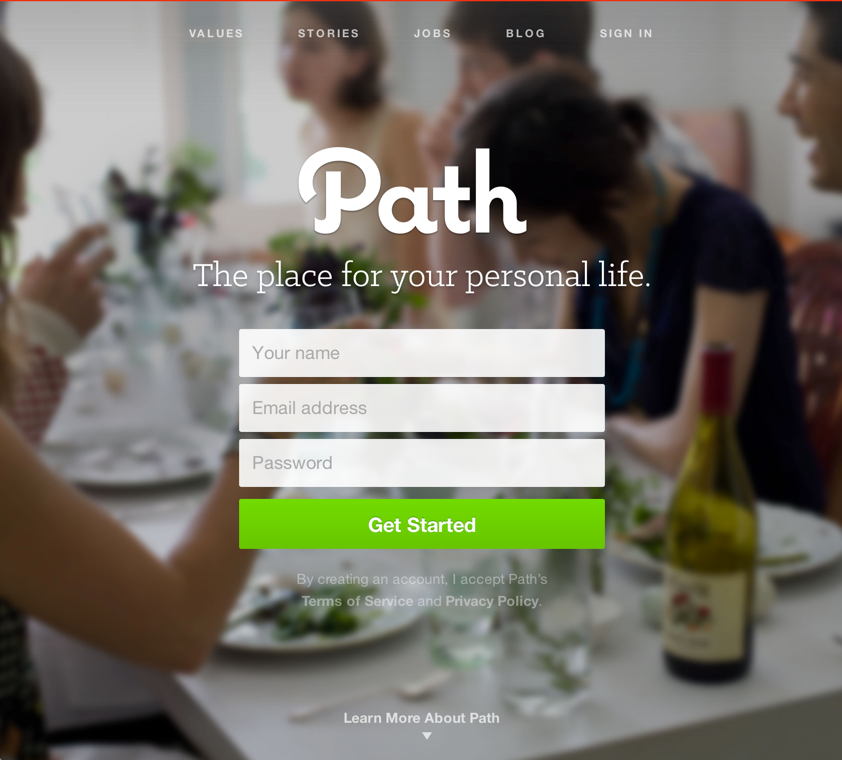 VALUES STORIES JOBS BLOG SIGN IN
Path
The place for your personal life.
Your name
Email address
Password
Get Started
By creating an account, I accept Path's
Terms of Service and Privacy Policy.
Learn More About Path